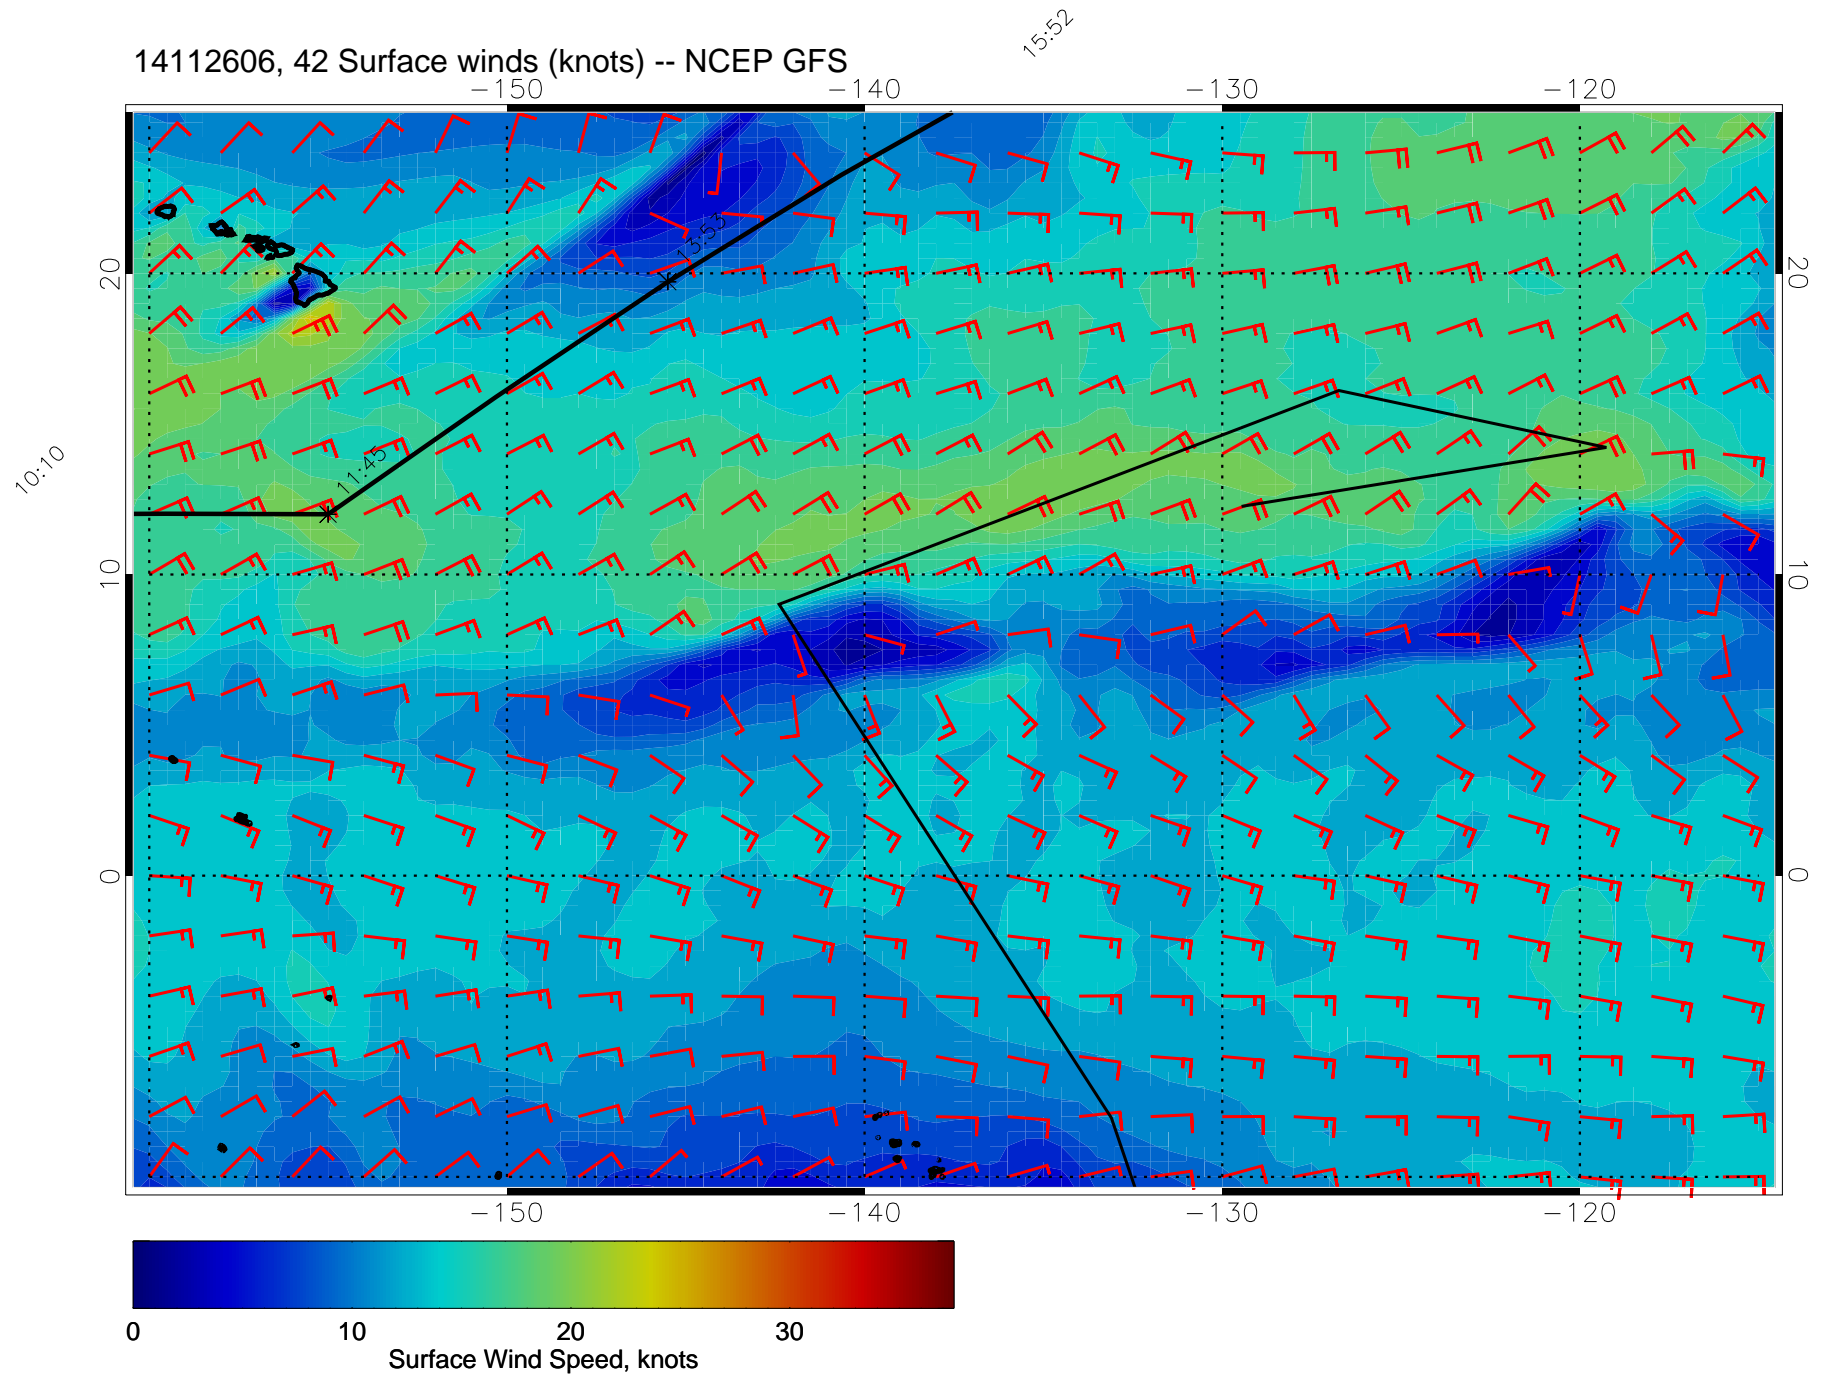 15:52
14112606, 42 Surface winds (knots) -- NCEP GFS
-150 -140 -130 -120
13:53
20 20
11:45
10:10
10 10
0 0
-150 -140 -130 -120
0 10 20 30
Surface Wind Speed, knots